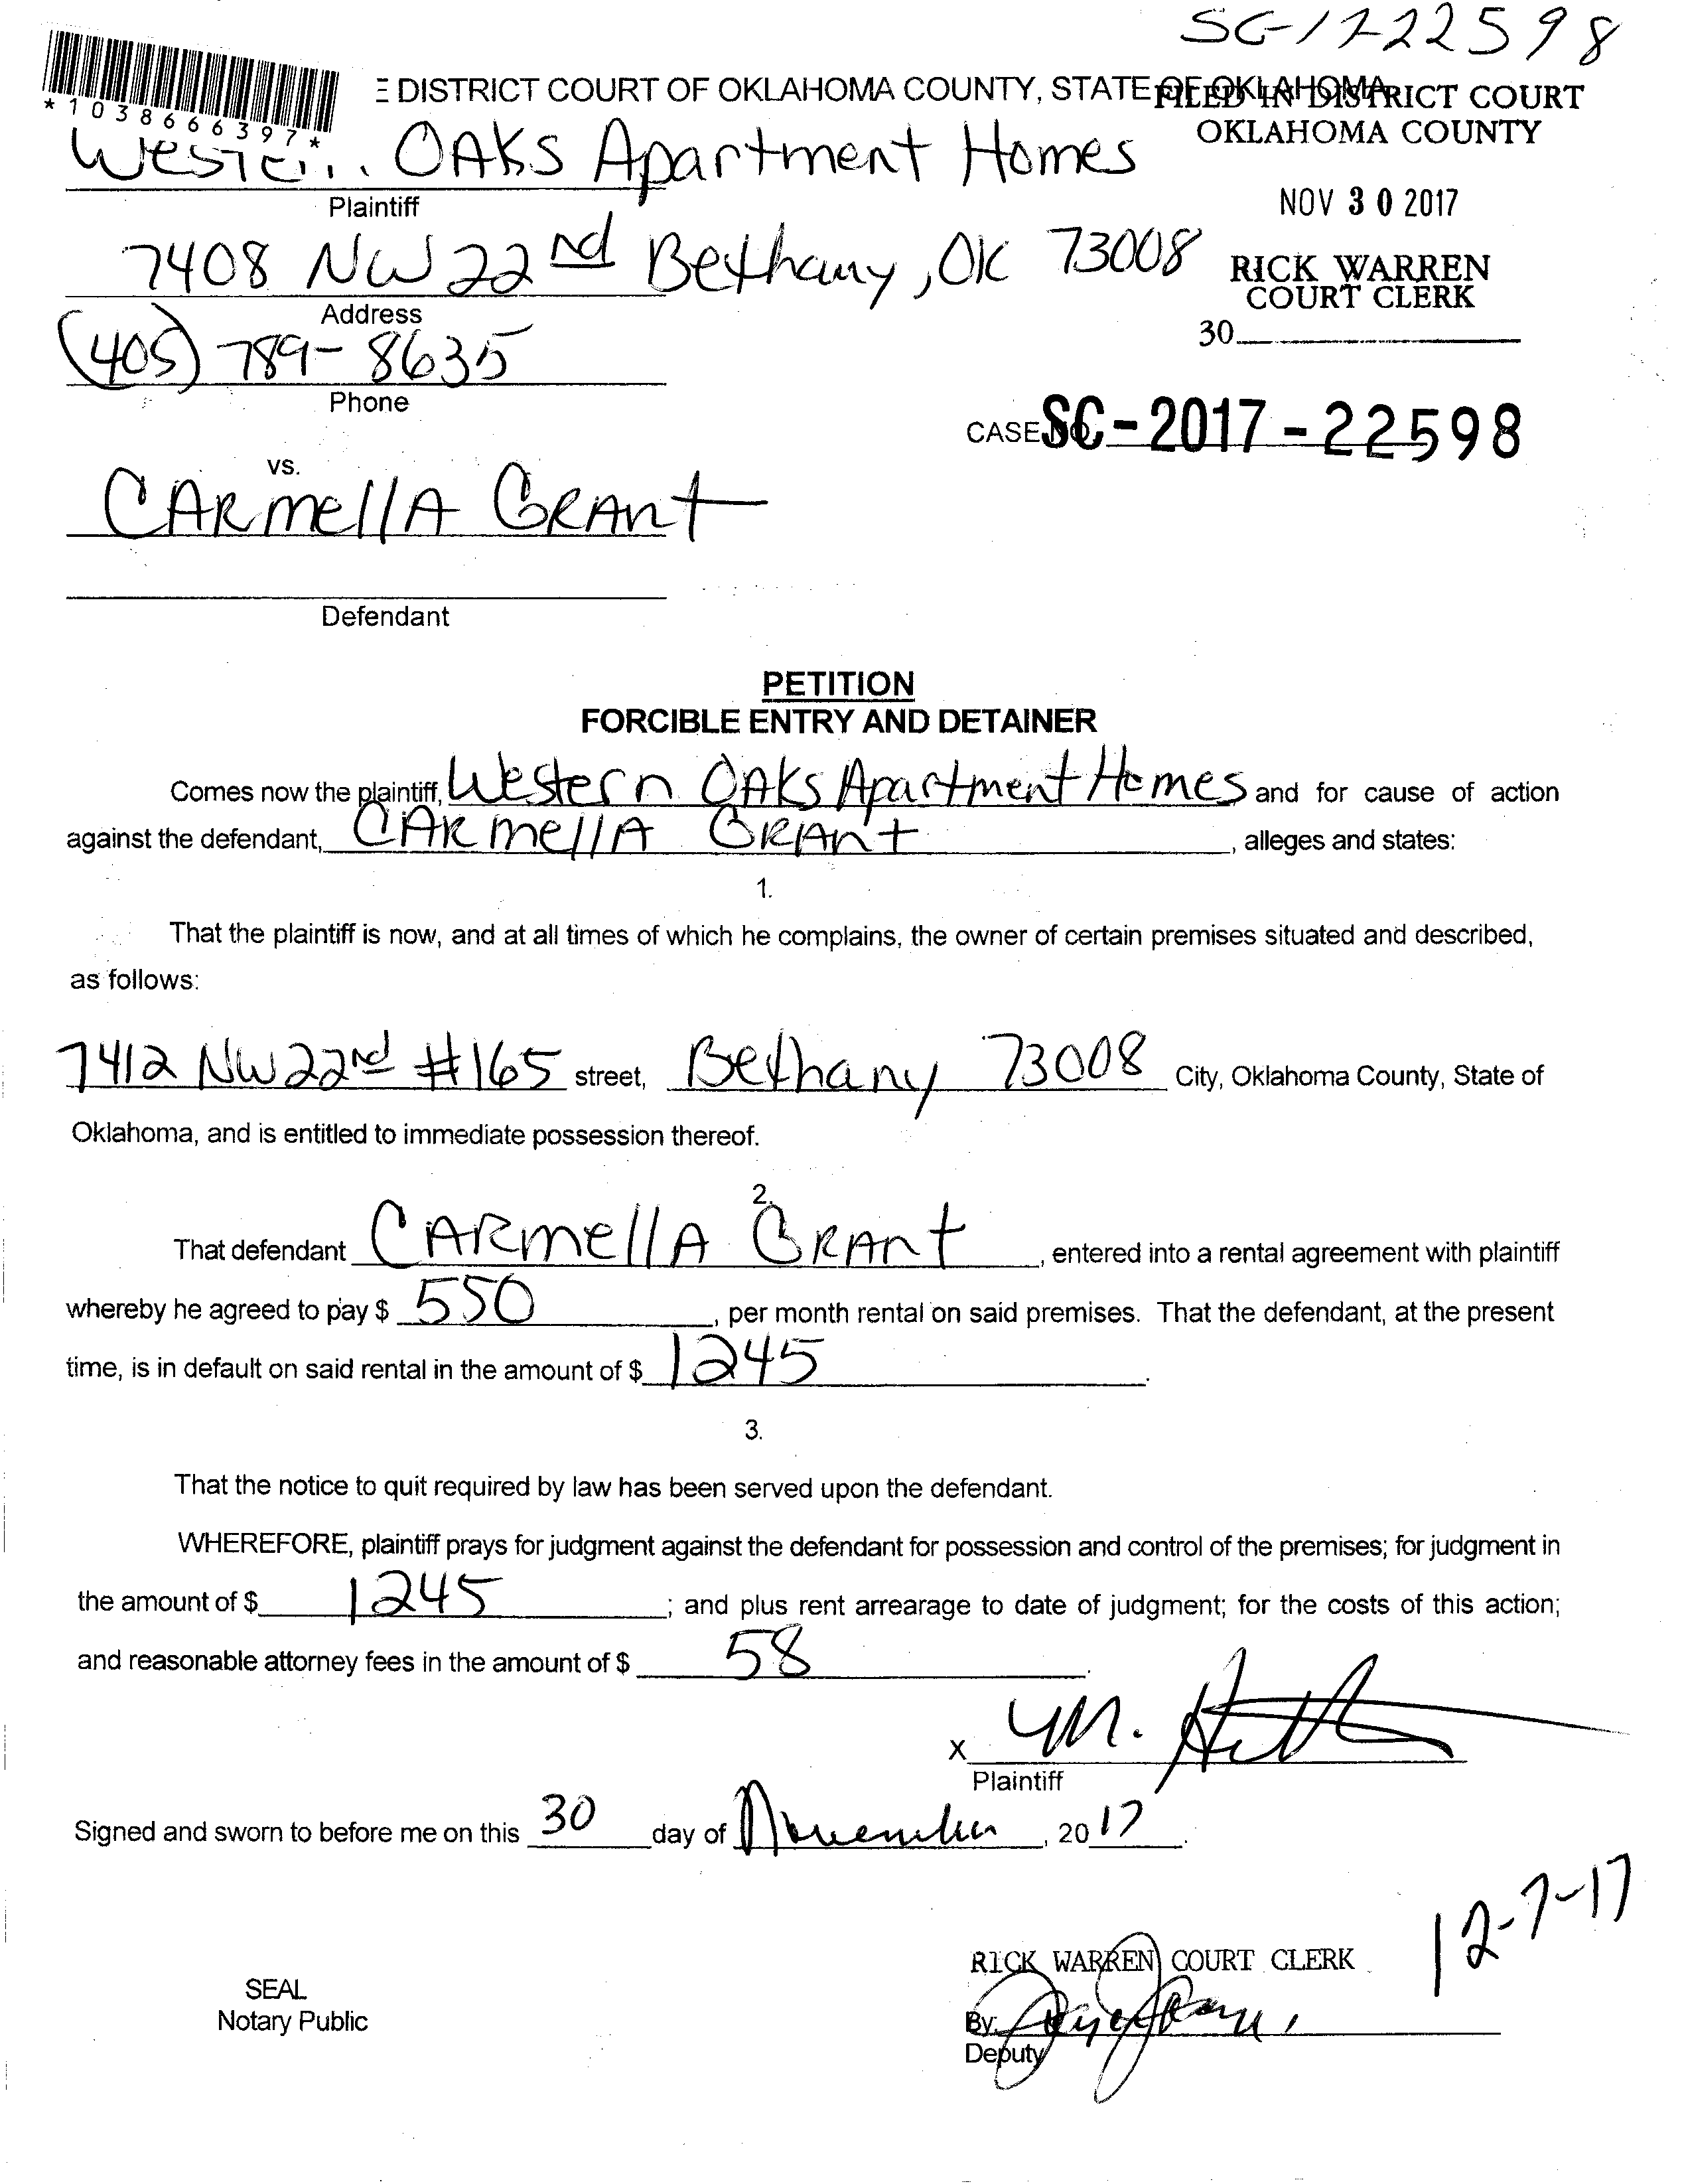 SC-1722598
*1038666397*
DISTRICT COURT OF OKLAHOMA COUNTY, STATE OF OKLAHOMA
FILED IN DISTRICT COURT
OKLAHOMA COUNTY
Western OAKS Apartment Homes
Plaintiff
NOV 30 2017
7408 NW 22nd Bethany, OK 73008
Address
RICK WARREN
COURT CLERK
30
(405) 789-8635
Phone
CASE NO. SC-2017-22598
vs.
CARmellA GRAnt
Defendant
PETITION
FORCIBLE ENTRY AND DETAINER
Comes now the plaintiff, Western OAKS Apartment Homes and for cause of action
against the defendant, CARmellA GRAnt, alleges and states:
1.
That the plaintiff is now, and at all times of which he complains, the owner of certain premises situated and described,
as follows:
7412 NW 22nd #165 street, Bethany 73008 City, Oklahoma County, State of
Oklahoma, and is entitled to immediate possession thereof.
2.
That defendant CARmellA GRAnt, entered into a rental agreement with plaintiff
whereby he agreed to pay $ 550, per month rental on said premises. That the defendant, at the present
time, is in default on said rental in the amount of $ 1245.
3.
That the notice to quit required by law has been served upon the defendant.
WHEREFORE, plaintiff prays for judgment against the defendant for possession and control of the premises; for judgment in
the amount of $ 1245; and plus rent arrearage to date of judgment; for the costs of this action;
and reasonable attorney fees in the amount of $ 58.
X M.
Plaintiff
Signed and sworn to before me on this 30 day of November, 2017.
12-7-17
RICK WARREN COURT CLERK
SEAL
Notary Public
By:
Deputy